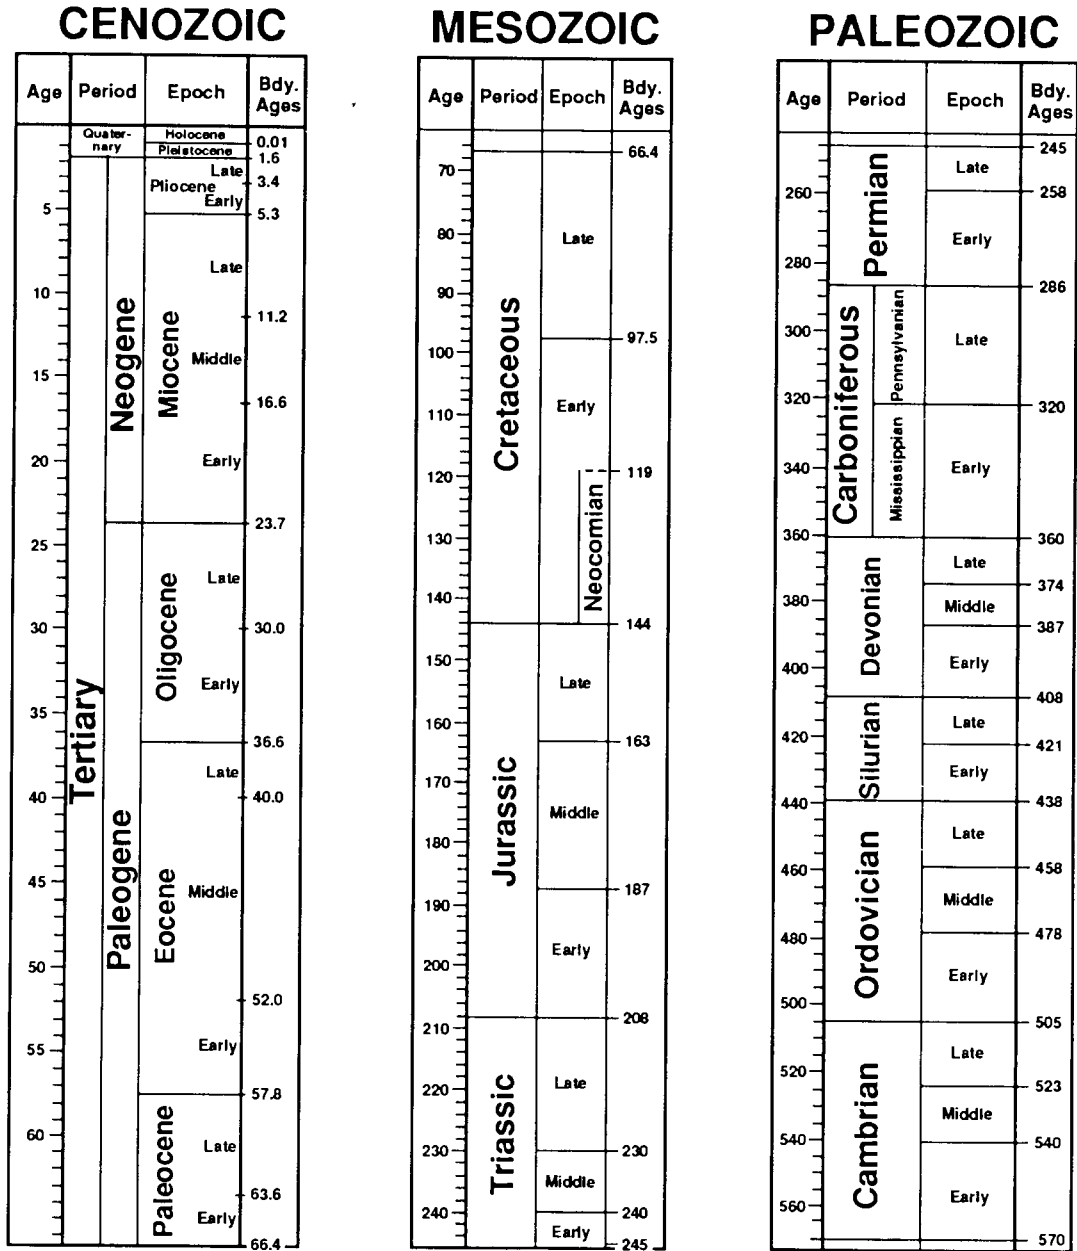 CENOZOIC
Age Period Epoch Bdy. Ages
Quater-
nary
Holocene
0.01
Pleistocene
1.6
Late
Pliocene
3.4
Early
5
5.3
Late
10
11.2
Neogene
Miocene
Middle
15
16.6
20
Early
23.7
25
Late
Oligocene
30
30.0
Early
35
Tertiary
36.6
Late
40
40.0
Paleogene
Eocene
45
Middle
50
52.0
55
Early
57.8
60
Paleocene
Late
63.6
Early
66.4
MESOZOIC
Age Period Epoch Bdy. Ages
66.4
70
80
Late
90
Cretaceous
97.5
100
Early
110
119
120
130
Neocomian
140
144
150
Late
160
163
170
Jurassic
Middle
180
187
190
Early
200
208
210
Late
220
Triassic
230
230
Middle
240
240
Early
245
PALEOZOIC
Age Period Epoch Bdy. Ages
245
Permian
Late
258
260
Early
280
286
Carboniferous
Pennsylvanian
300
Late
320
320
Mississippian
340
Early
360
360
Devonian
Late
374
380
Middle
387
400
Early
408
Silurian
Late
420
421
Early
438
440
Ordovician
Late
458
460
Middle
478
480
Early
500
505
Cambrian
Late
520
523
Middle
540
540
Early
560
570